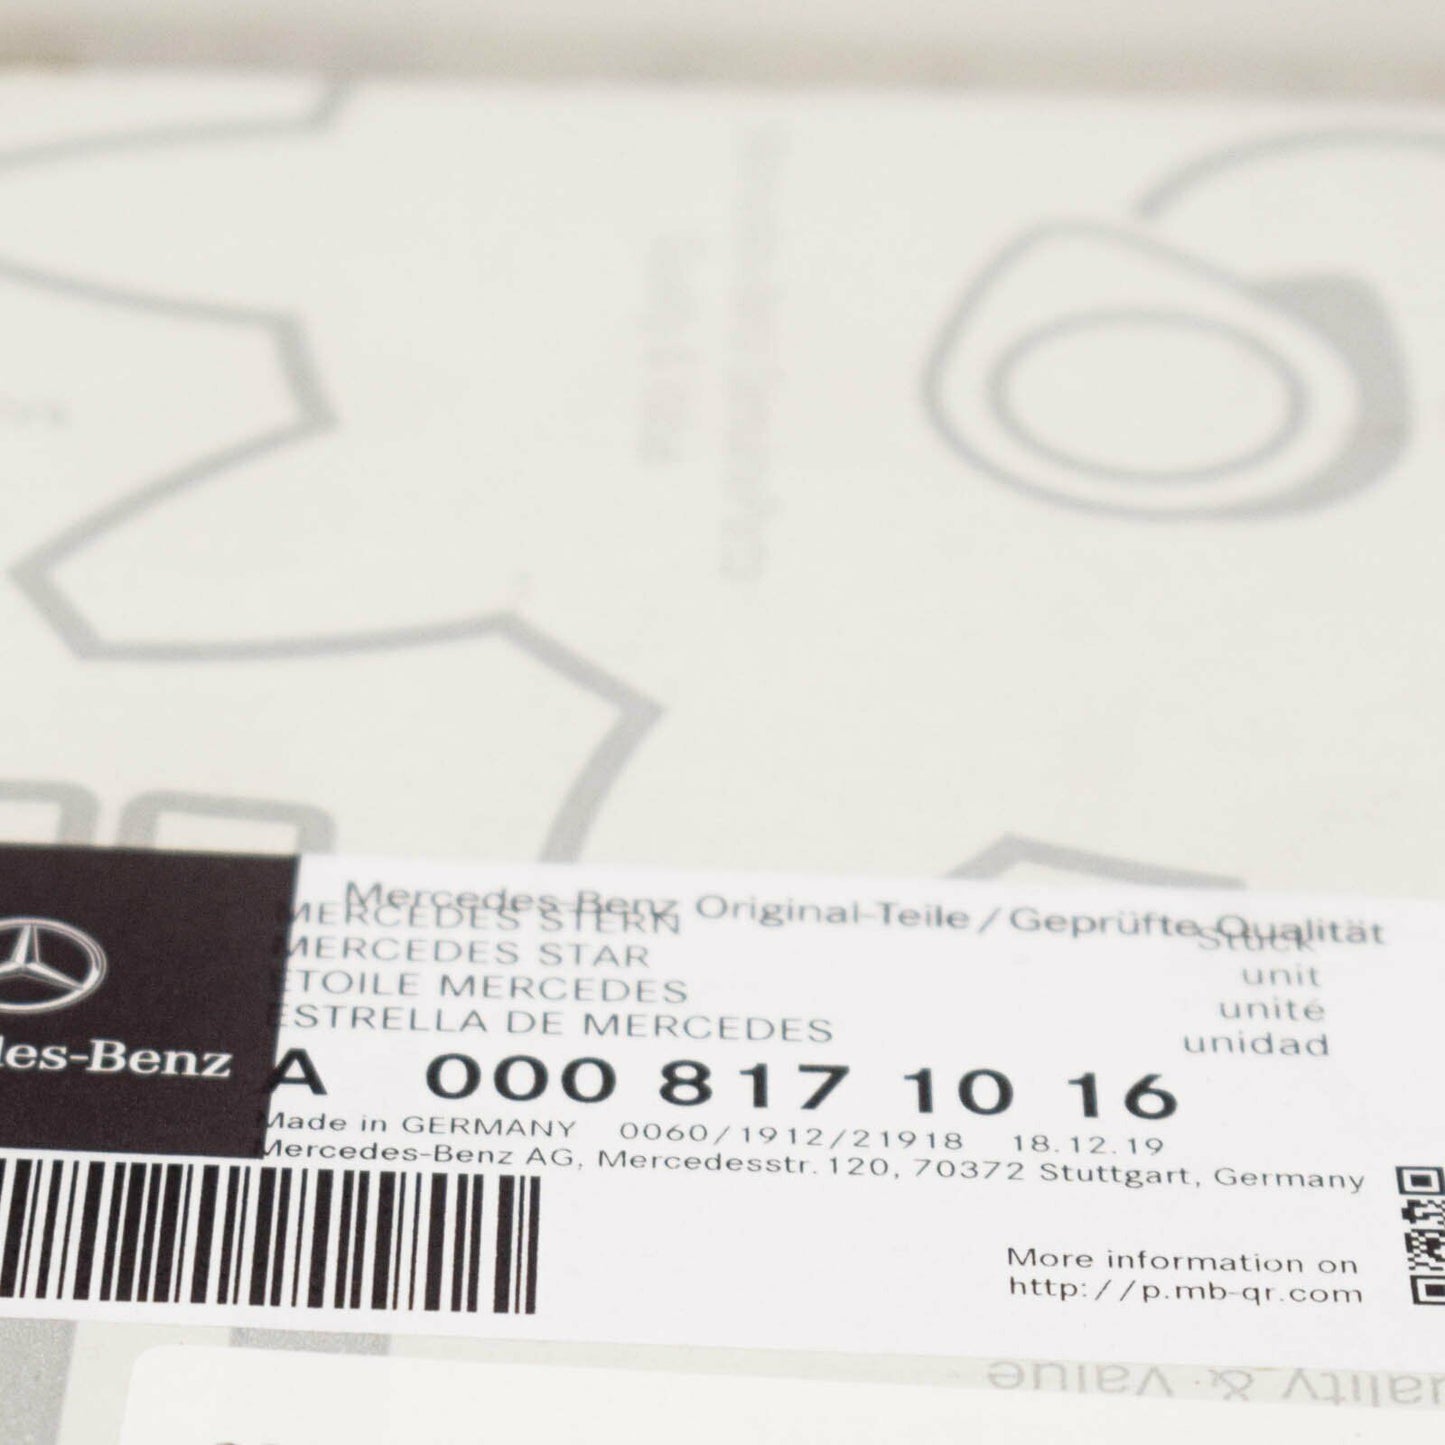 Mercedes-Benz Original-Teile / Geprüfte Qualität
MERCEDES STERN Stück
MERCEDES STAR unit
ETOILE MERCEDES unité
ESTRELLA DE MERCEDES unidad
des-Benz
A 000 817 10 16
Made in GERMANY 0060/1912/21918 18.12.19
Mercedes-Benz AG, Mercedesstr. 120, 70372 Stuttgart, Germany
More information on
http://p.mb-qr.com
uality & Value